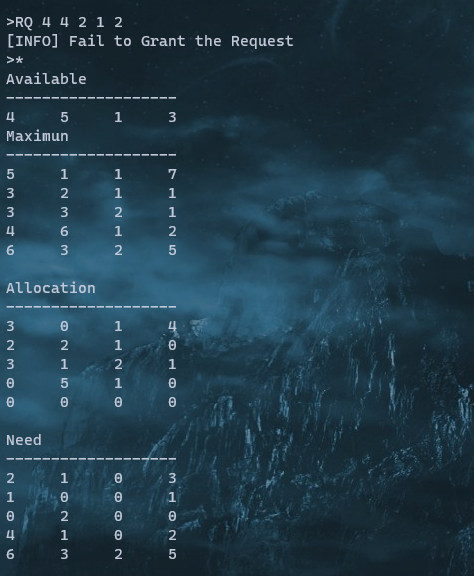 >RQ 4 4 2 1 2
[INFO] Fail to Grant the Request
>*
Available
-------------------
4 5 1 3
Maximun
-------------------
5 1 1 7
3 2 1 1
3 3 2 1
4 6 1 2
6 3 2 5
Allocation
-------------------
3 0 1 4
2 2 1 0
3 1 2 1
0 5 1 0
0 0 0 0
Need
-------------------
2 1 0 3
1 0 0 1
0 2 0 0
4 1 0 2
6 3 2 5